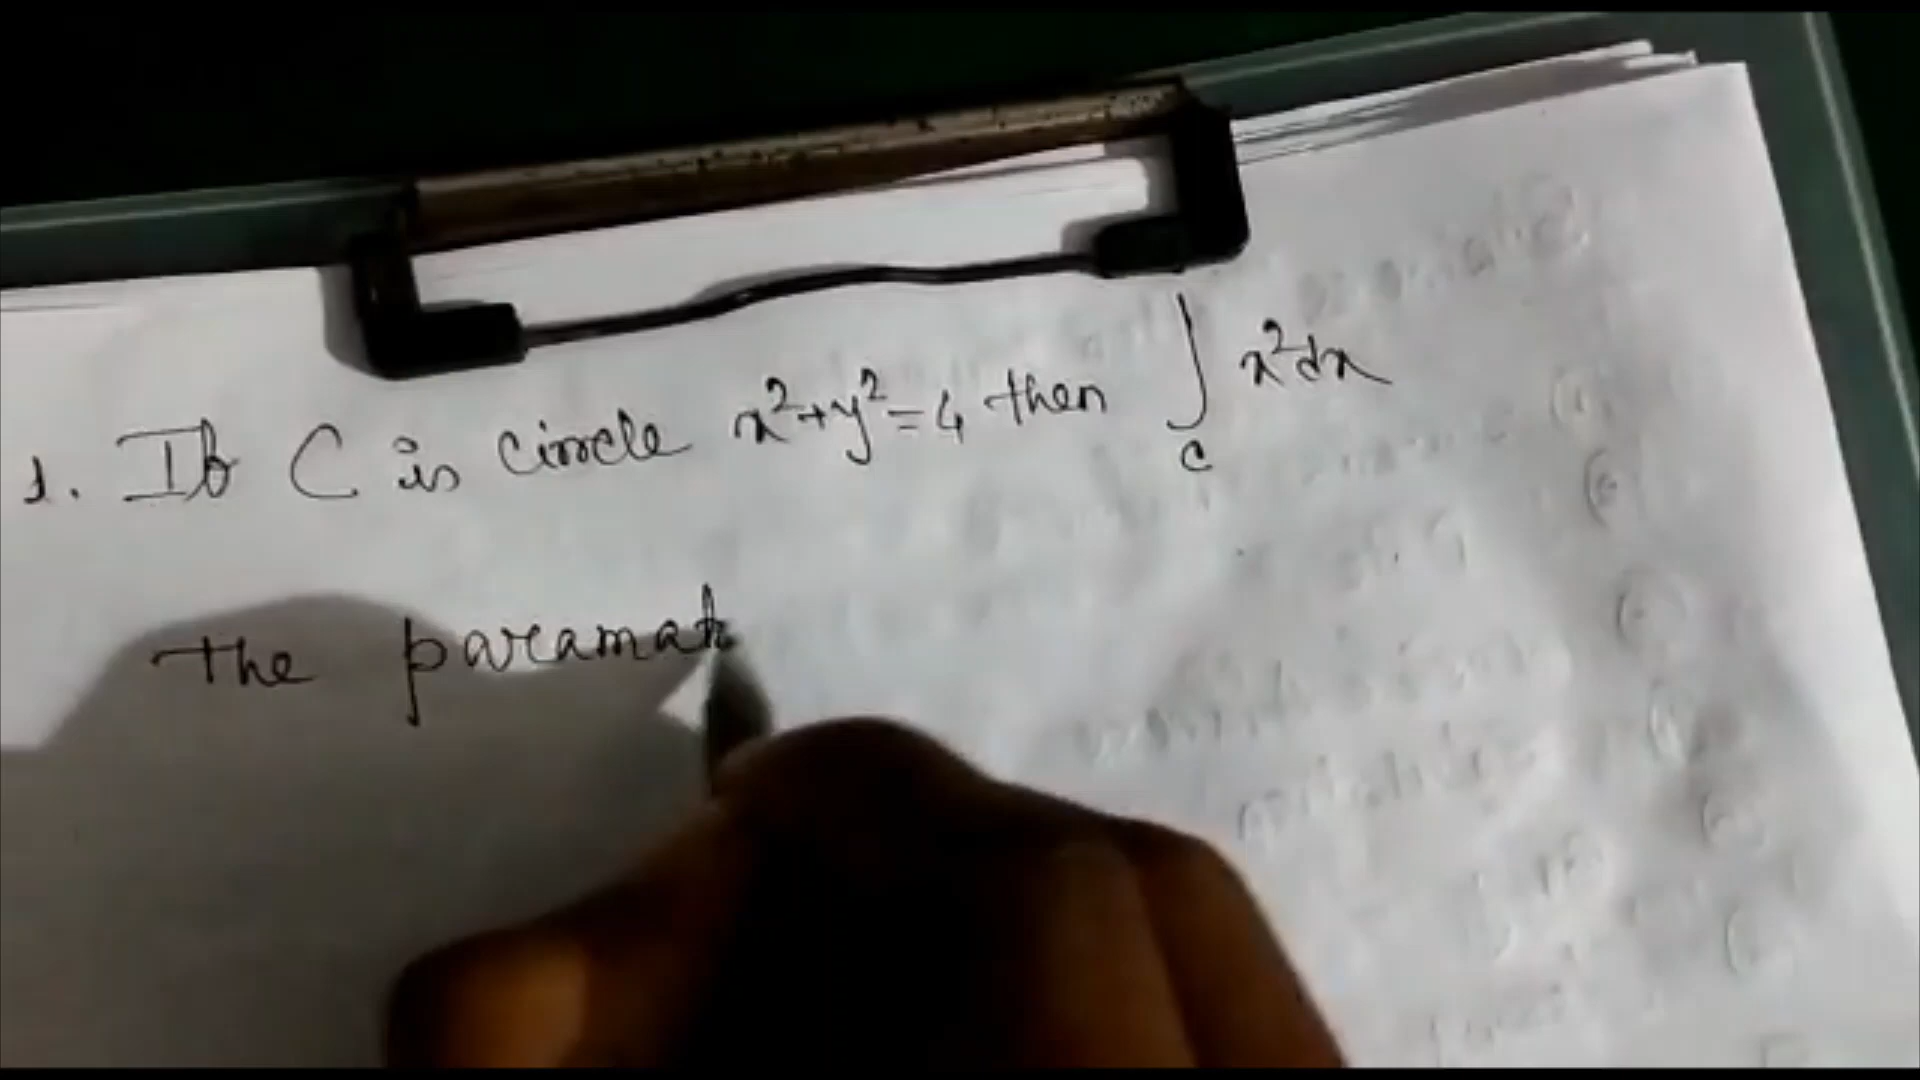 1. If C is circle x²+y²=4 then ∫_C x²dx
the paramat